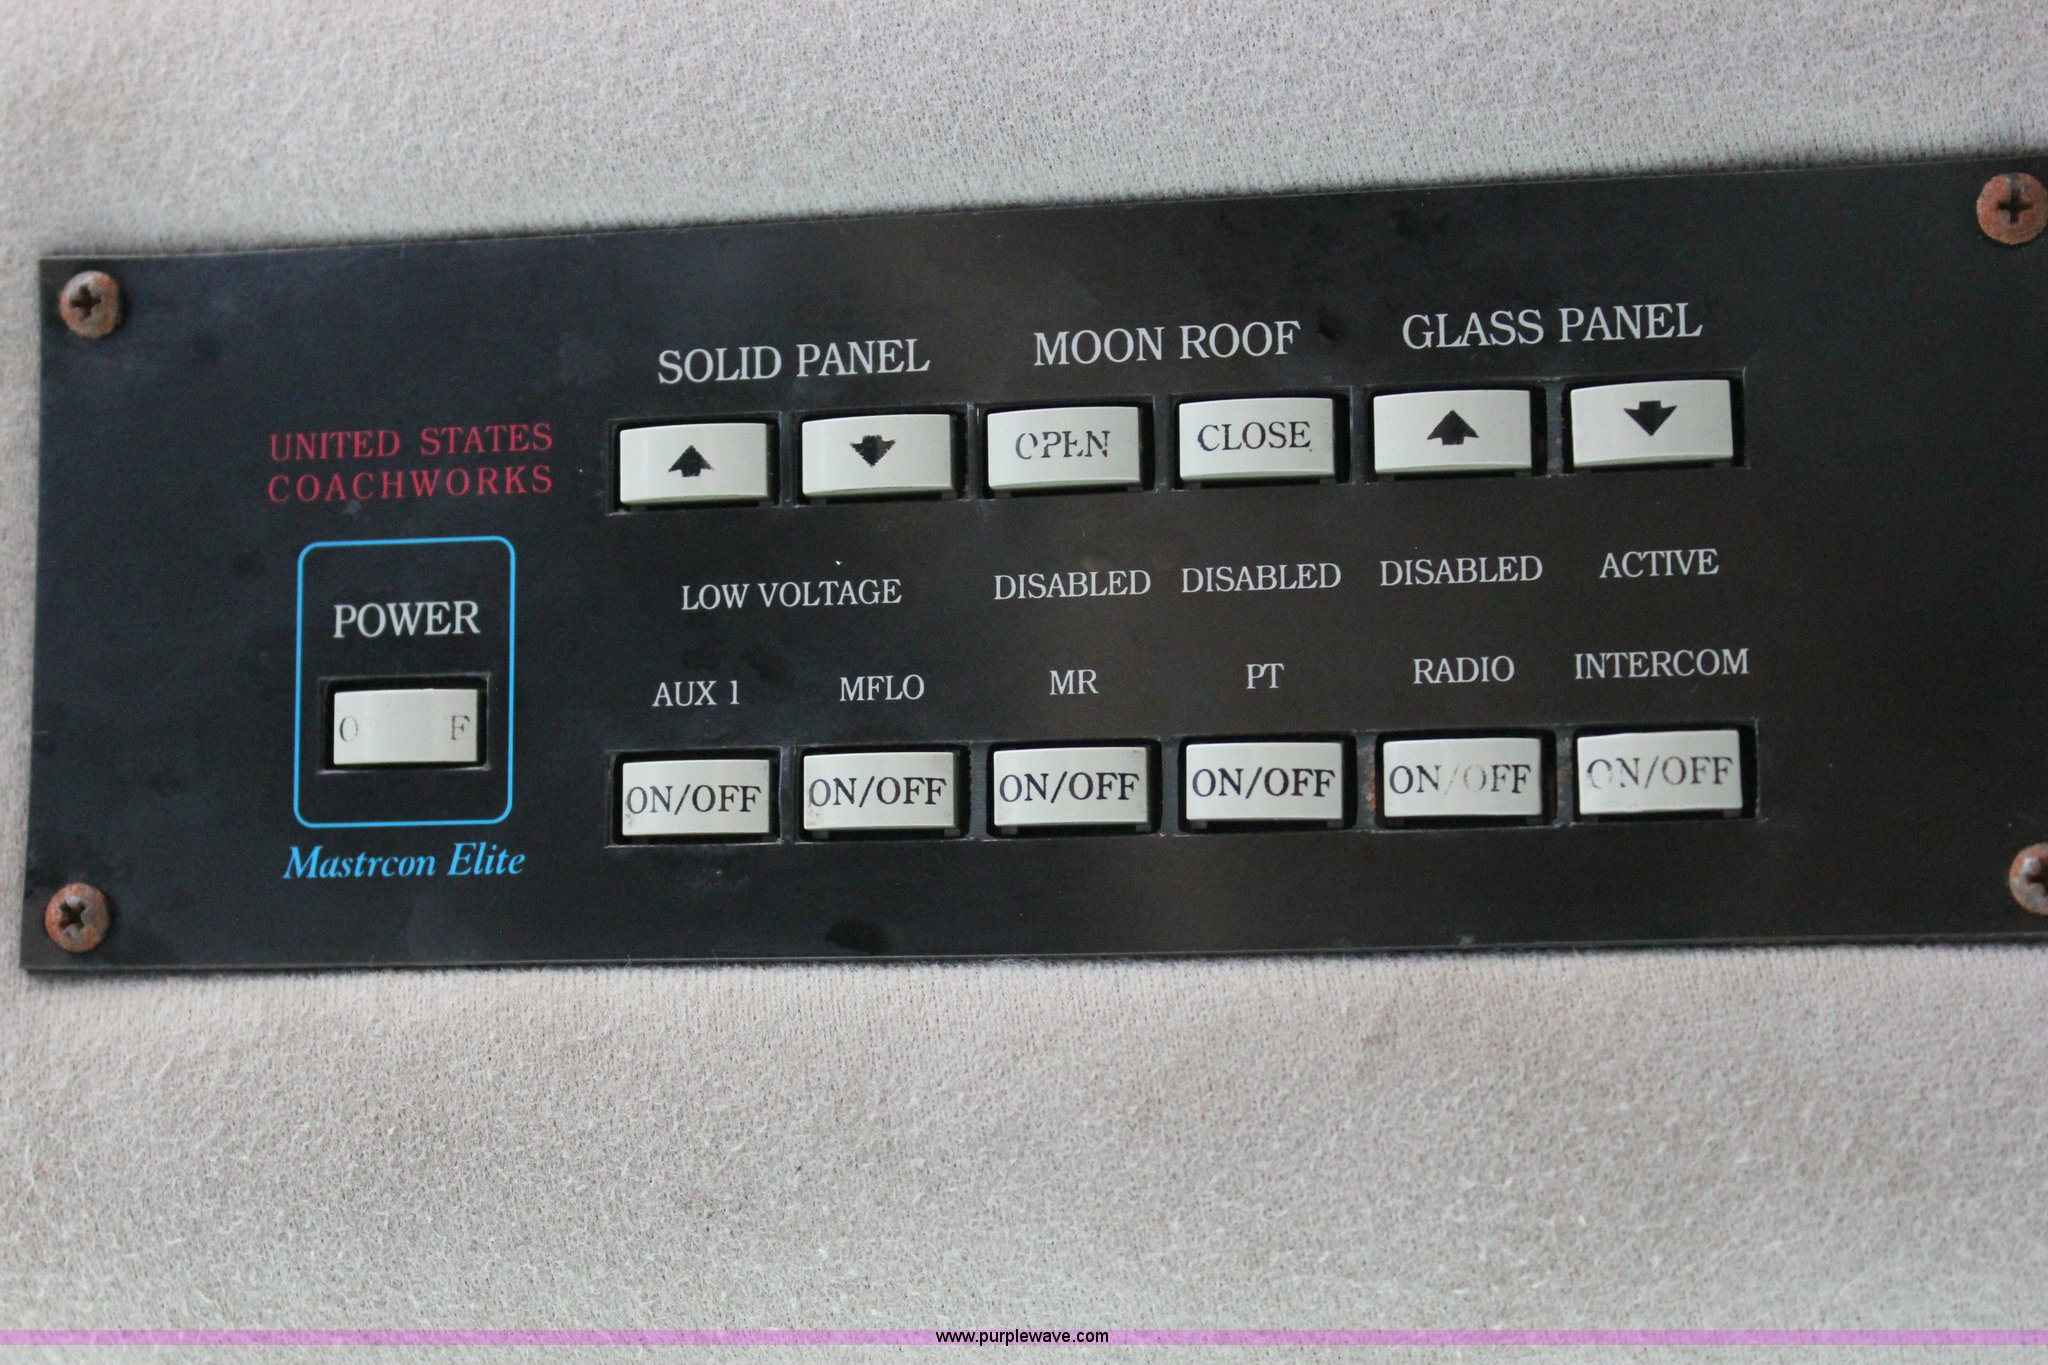 SOLID PANEL MOON ROOF GLASS PANEL
UNITED STATES
COACHWORKS
OPEN CLOSE
LOW VOLTAGE DISABLED DISABLED DISABLED ACTIVE
POWER
AUX 1 MFLO MR PT RADIO INTERCOM
O F
ON/OFF ON/OFF ON/OFF ON/OFF ON/OFF ON/OFF
Mastrcon Elite
www.purplewave.com